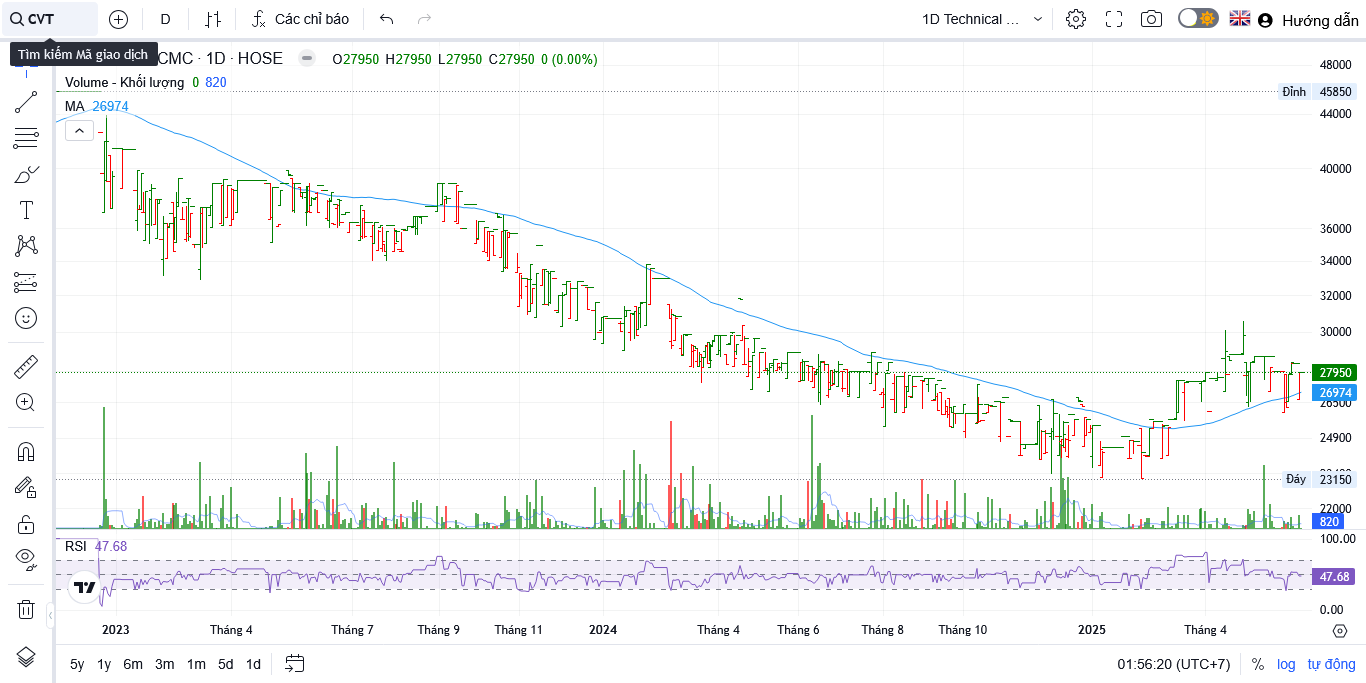 CVT
D
Các chỉ báo
1D Technical ...
Hướng dẫn
Tìm kiếm Mã giao dịch
CMC · 1D · HOSE
O27950 H27950 L27950 C27950 0 (0.00%)
Volume - Khối lượng 0 820
MA 26974
48000
Đỉnh 45850
44000
40000
36000
34000
32000
30000
27950
26974
26500
24900
Đáy 23150
22000
820
RSI 47.68
100.00
47.68
0.00
2023 Tháng 4 Tháng 7 Tháng 9 Tháng 11 2024 Tháng 4 Tháng 6 Tháng 8 Tháng 10 2025 Tháng 4
5y 1y 6m 3m 1m 5d 1d
01:56:20 (UTC+7) % log tự động